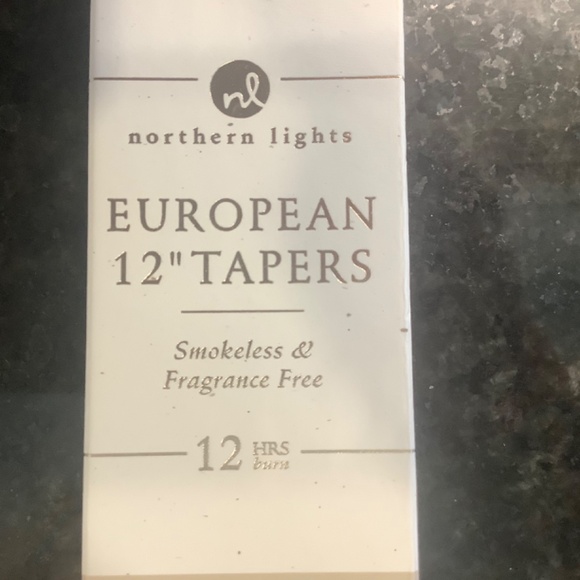 nl
northern lights
EUROPEAN
12" TAPERS
Smokeless &
Fragrance Free
12 HRS
burn